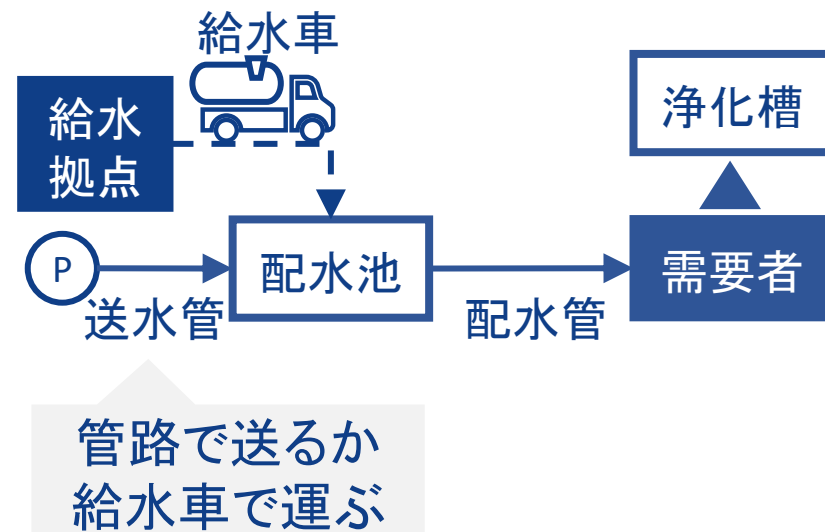 給水車
給水
拠点
浄化槽
P
配水池
需要者
送水管
配水管
管路で送るか
給水車で運ぶ